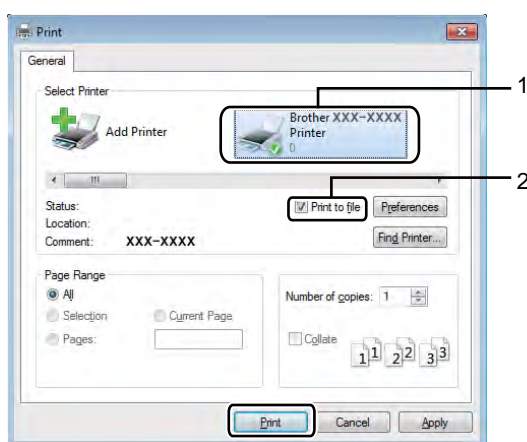 Print
General
Select Printer
Add Printer
Brother XXX-XXXX
Printer
0
1
2
Status:
Print to file
Preferences
Location:
Comment: XXX-XXXX
Find Printer...
Page Range
All
Selection
Current Page
Pages:
Number of copies: 1
Collate
1 1 2 2 3 3
Print
Cancel
Apply